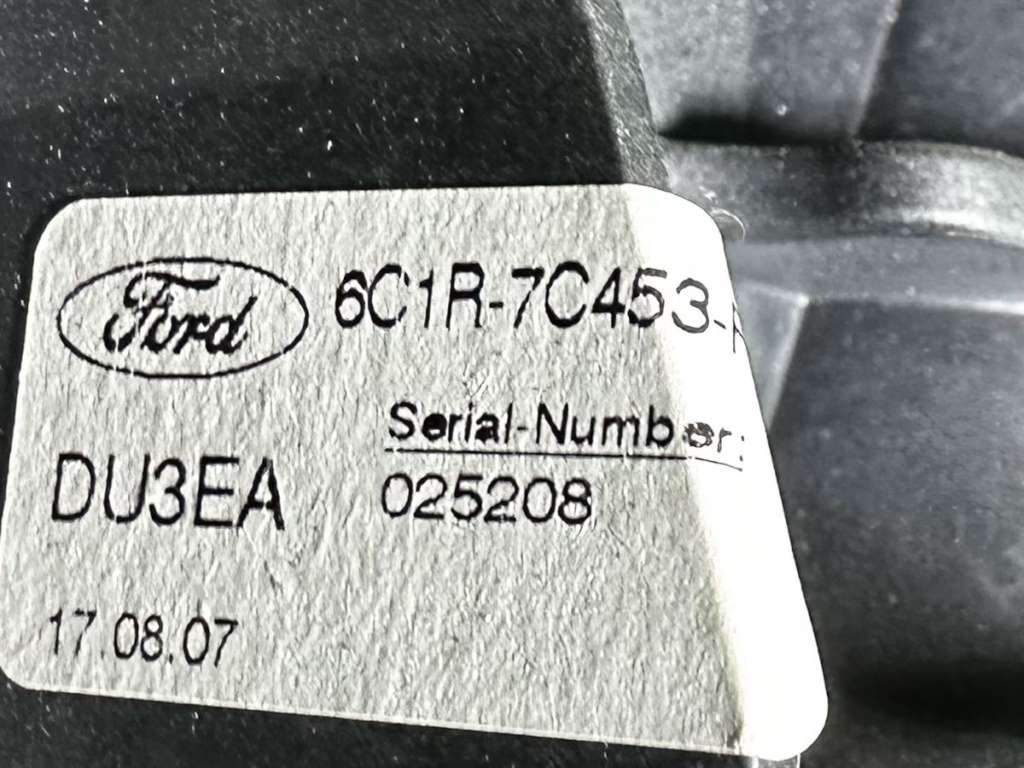 Ford 6C1R-7C453-
Serial-Number:
DU3EA 025208
17.08.07